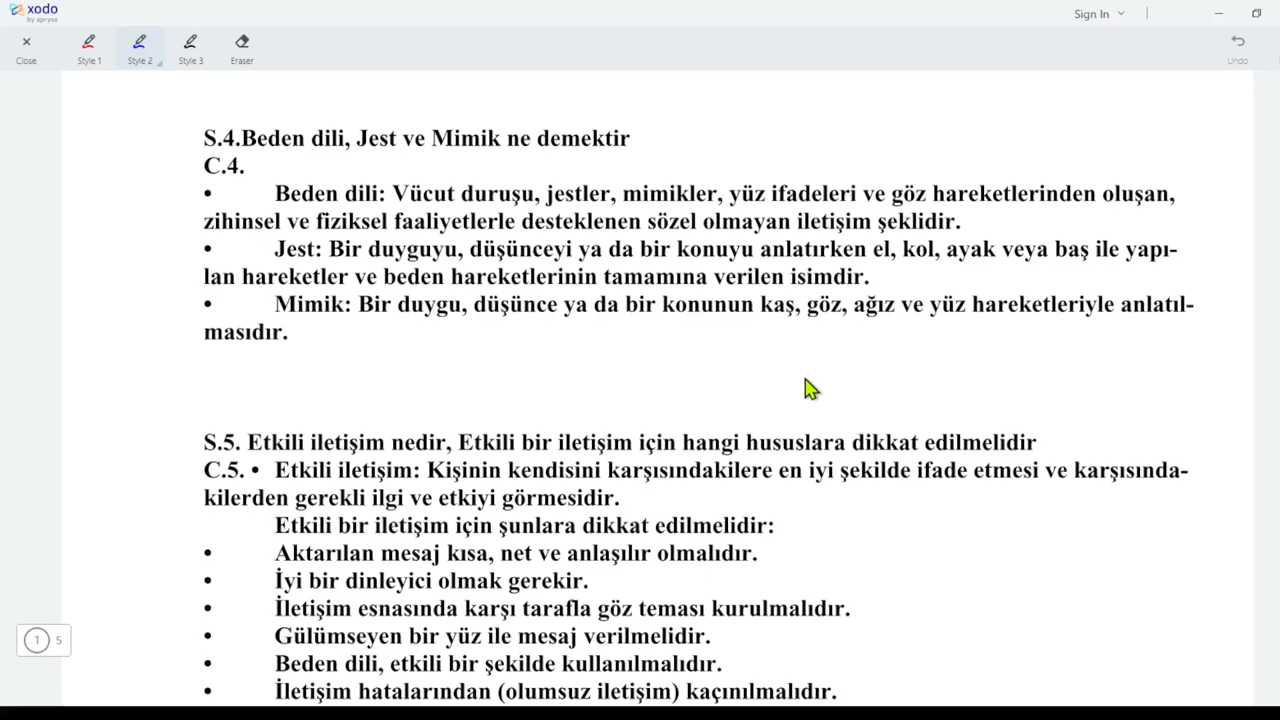 xodo
by apryse
Sign In
Close
Style 1
Style 2
Style 3
Eraser
Undo
S.4.Beden dili, Jest ve Mimik ne demektir
C.4.
• Beden dili: Vücut duruşu, jestler, mimikler, yüz ifadeleri ve göz hareketlerinden oluşan,
zihinsel ve fiziksel faaliyetlerle desteklenen sözel olmayan iletişim şeklidir.
• Jest: Bir duyguyu, düşünceyi ya da bir konuyu anlatırken el, kol, ayak veya baş ile yapı-
lan hareketler ve beden hareketlerinin tamamına verilen isimdir.
• Mimik: Bir duygu, düşünce ya da bir konunun kaş, göz, ağız ve yüz hareketleriyle anlatıl-
masıdır.
S.5. Etkili iletişim nedir, Etkili bir iletişim için hangi hususlara dikkat edilmelidir
C.5. • Etkili iletişim: Kişinin kendisini karşısındakilere en iyi şekilde ifade etmesi ve karşısında-
kilerden gerekli ilgi ve etkiyi görmesidir.
Etkili bir iletişim için şunlara dikkat edilmelidir:
• Aktarılan mesaj kısa, net ve anlaşılır olmalıdır.
• İyi bir dinleyici olmak gerekir.
• İletişim esnasında karşı tarafla göz teması kurulmalıdır.
• Gülümseyen bir yüz ile mesaj verilmelidir.
• Beden dili, etkili bir şekilde kullanılmalıdır.
• İletişim hatalarından (olumsuz iletişim) kaçınılmalıdır.
1 5